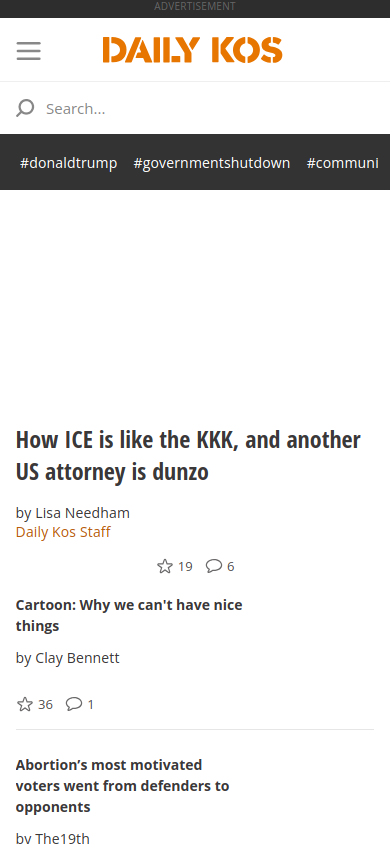 ADVERTISEMENT
DAILY KOS
Search...
#donaldtrump #governmentshutdown #communi
How ICE is like the KKK, and another
US attorney is dunzo
by Lisa Needham
Daily Kos Staff
19 6
Cartoon: Why we can't have nice
things
by Clay Bennett
36 1
Abortion’s most motivated
voters went from defenders to
opponents
by The19th